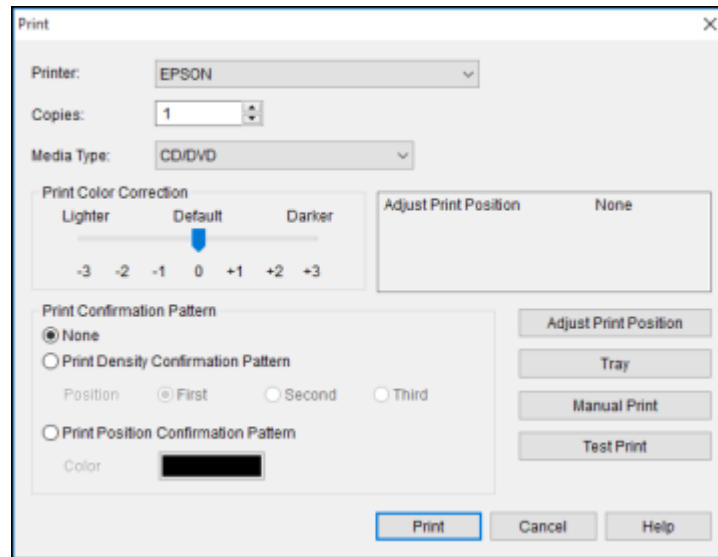 Print
Printer: EPSON
Copies: 1
Media Type: CD/DVD
Print Color Correction
Lighter Default Darker
-3 -2 -1 0 +1 +2 +3
Adjust Print Position None
Print Confirmation Pattern
None
Print Density Confirmation Pattern
Position First Second Third
Print Position Confirmation Pattern
Color
Adjust Print Position
Tray
Manual Print
Test Print
Print Cancel Help